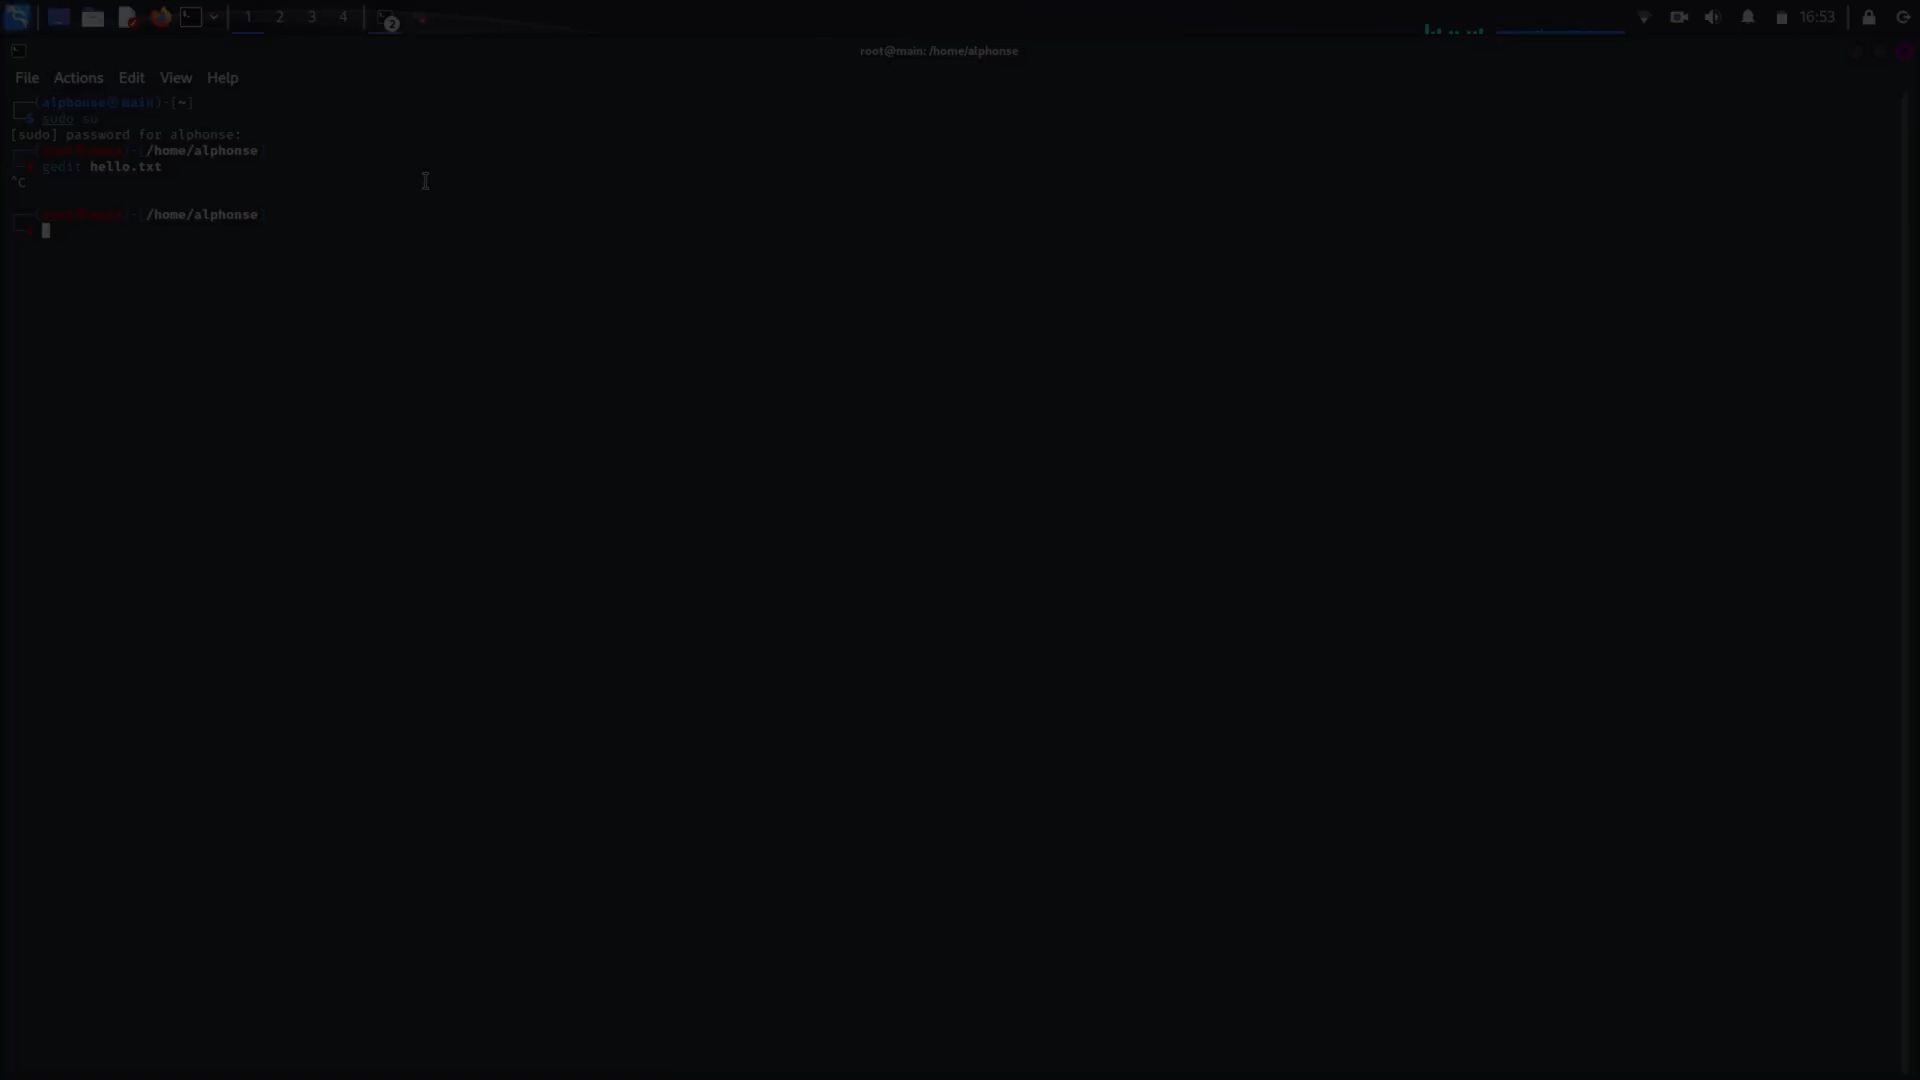 1 2 3 4 2 16:53
root@main: /home/alphonse
File Actions Edit View Help
(alphonse㉿main)-[~]
$ sudo su
[sudo] password for alphonse:
/home/alphonse
gedit hello.txt
^C
/home/alphonse